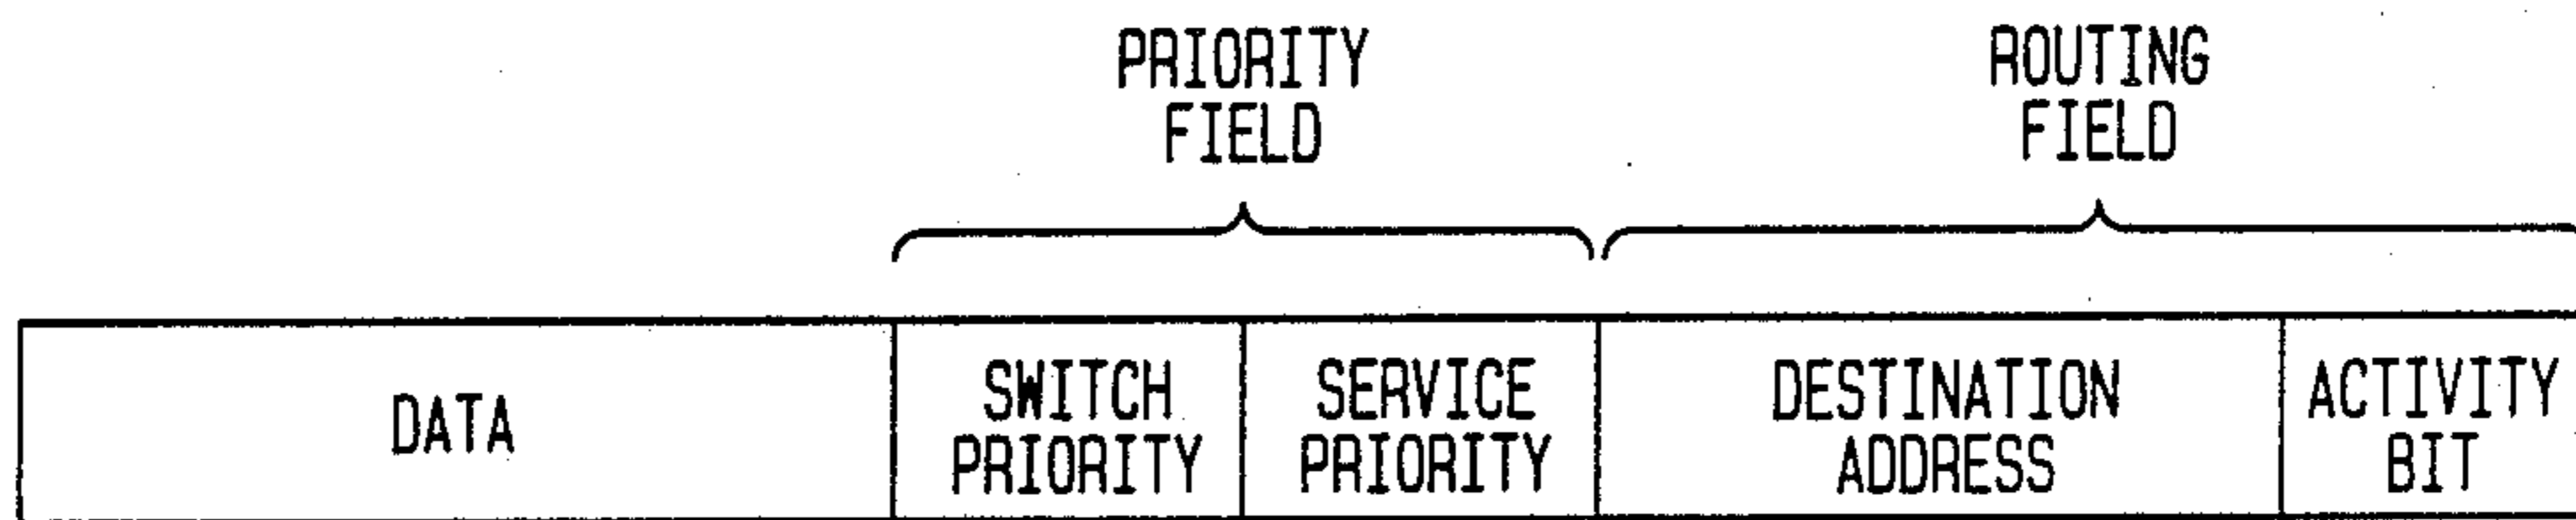 PRIORITY
FIELD
ROUTING
FIELD
DATA
SWITCH
PRIORITY
SERVICE
PRIORITY
DESTINATION
ADDRESS
ACTIVITY
BIT